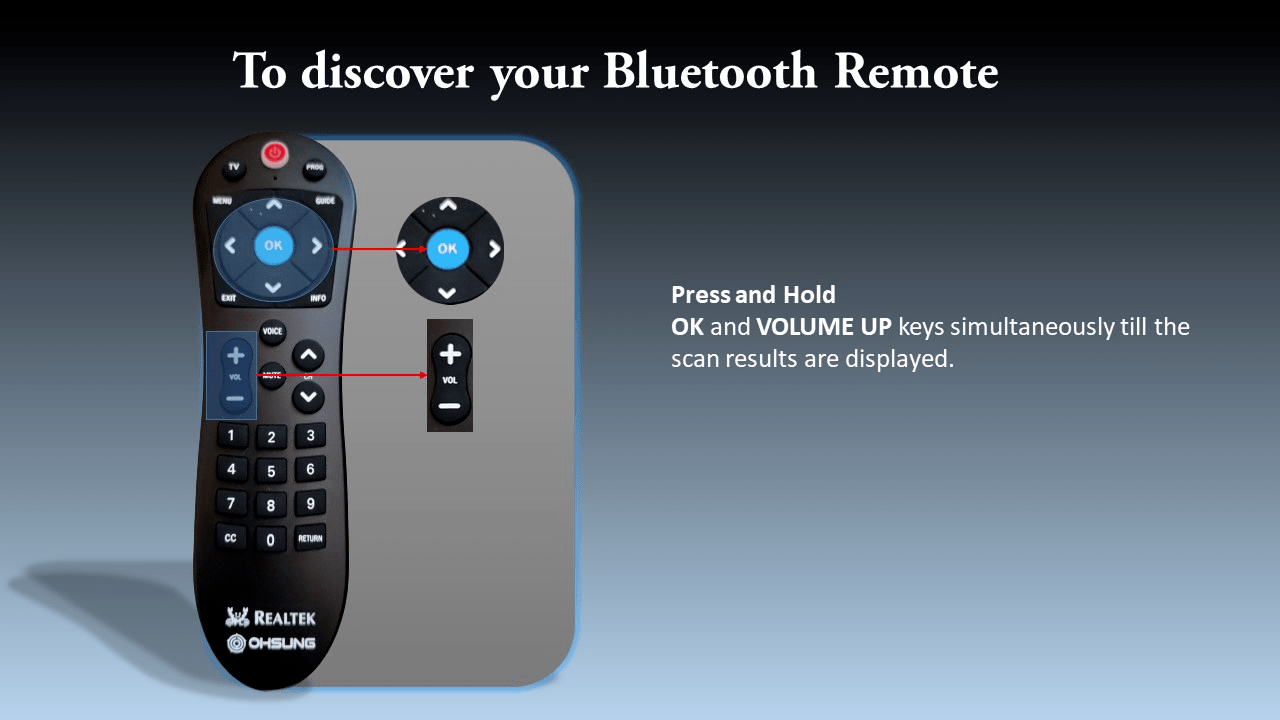 To discover your Bluetooth Remote
TV
PROG
MENU
GUIDE
OK
OK
EXIT
INFO
Press and Hold
OK and VOLUME UP keys simultaneously till the
scan results are displayed.
VOICE
VOL
MUTE
CH
VOL
1 2 3
4 5 6
7 8 9
CC 0 RETURN
REALTEK
OHSUNG